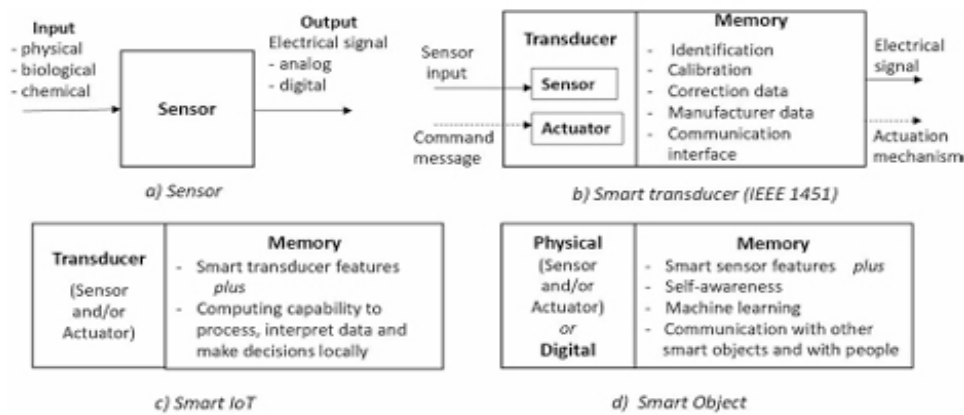 Input
- physical
- biological
- chemical
Sensor
Output
Electrical signal
- analog
- digital
a) Sensor
Sensor
input
Command
message
Transducer
Sensor
Actuator
Memory
- Identification
- Calibration
- Correction data
- Manufacturer data
- Communication
interface
Electrical
signal
Actuation
mechanism
b) Smart transducer (IEEE 1451)
Transducer
(Sensor
and/or
Actuator)
Memory
- Smart transducer features
plus
- Computing capability to
process, interpret data and
make decisions locally
c) Smart IoT
Physical
(Sensor
and/or
Actuator)
or
Digital
Memory
- Smart sensor features plus
- Self-awareness
- Machine learning
- Communication with other
smart objects and with people
d) Smart Object